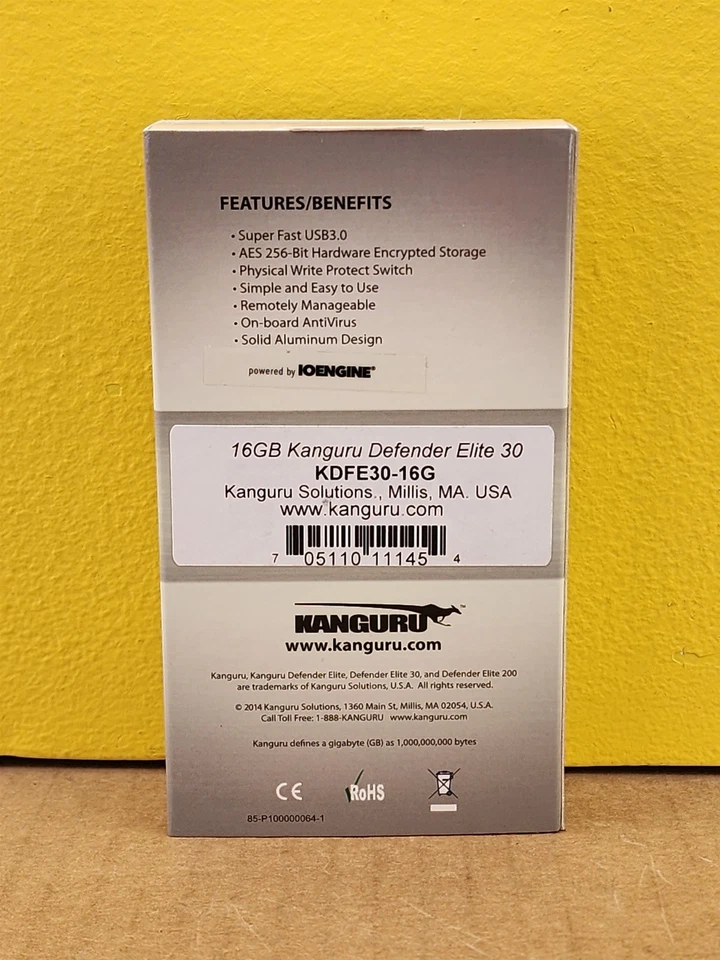 FEATURES/BENEFITS
• Super Fast USB3.0
• AES 256-Bit Hardware Encrypted Storage
• Physical Write Protect Switch
• Simple and Easy to Use
• Remotely Manageable
• On-board AntiVirus
• Solid Aluminum Design
powered by IOENGINE®
16GB Kanguru Defender Elite 30
KDFE30-16G
Kanguru Solutions., Millis, MA. USA
www.kanguru.com
7 05110 11145 4
KANGURU™
www.kanguru.com
Kanguru, Kanguru Defender Elite, Defender Elite 30, and Defender Elite 200
are trademarks of Kanguru Solutions, U.S.A. All rights reserved.
© 2014 Kanguru Solutions, 1360 Main St, Millis, MA 02054, U.S.A.
Call Toll Free: 1-888-KANGURU www.kanguru.com
Kanguru defines a gigabyte (GB) as 1,000,000,000 bytes
CE RoHS
85-P100000064-1